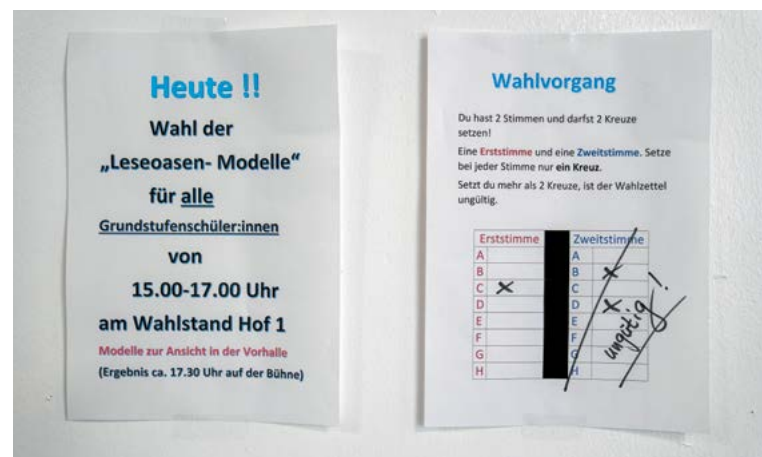 Heute !!
Wahl der
„Leseoasen- Modelle“
für alle
Grundstufenschüler:innen
von
15.00-17.00 Uhr
am Wahlstand Hof 1
Modelle zur Ansicht in der Vorhalle
(Ergebnis ca. 17.30 Uhr auf der Bühne)
Wahlvorgang
Du hast 2 Stimmen und darfst 2 Kreuze
setzen!
Eine Erststimme und eine Zweitstimme. Setze
bei jeder Stimme nur ein Kreuz.
Setzt du mehr als 2 Kreuze, ist der Wahlzettel
ungültig.
Erststimme Zweitstimme
A A
B B X
C X C
D D X
E E
F F
G G
H H
ungültig!